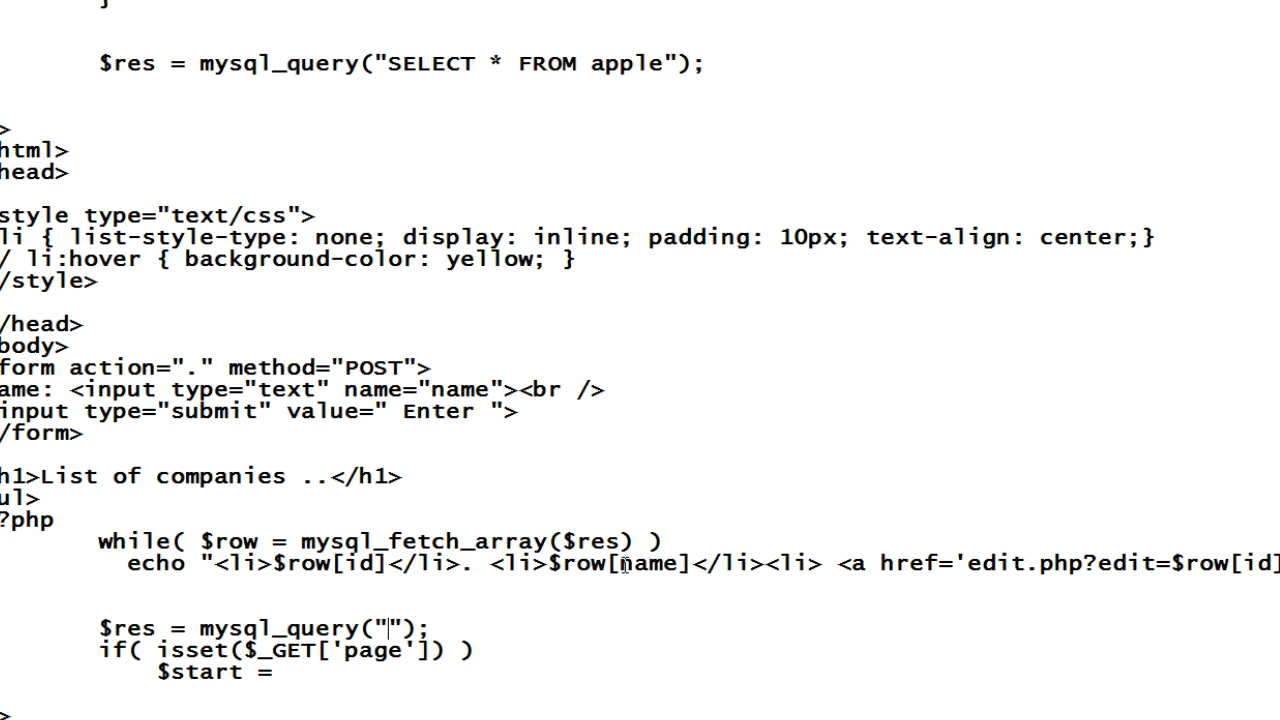 }
$res = mysql_query("SELECT * FROM apple");
>
html>
head>
style type="text/css">
li { list-style-type: none; display: inline; padding: 10px; text-align: center;}
/ li:hover { background-color: yellow; }
/style>
/head>
body>
form action="." method="POST">
ame: <input type="text" name="name"><br />
input type="submit" value=" Enter ">
/form>
h1>List of companies ..</h1>
ul>
?php
while( $row = mysql_fetch_array($res) )
echo "<li>$row[id]</li>. <li>$row[name]</li><li> <a href='edit.php?edit=$row[id]
$res = mysql_query("");
if( isset($_GET['page']) )
$start =
>